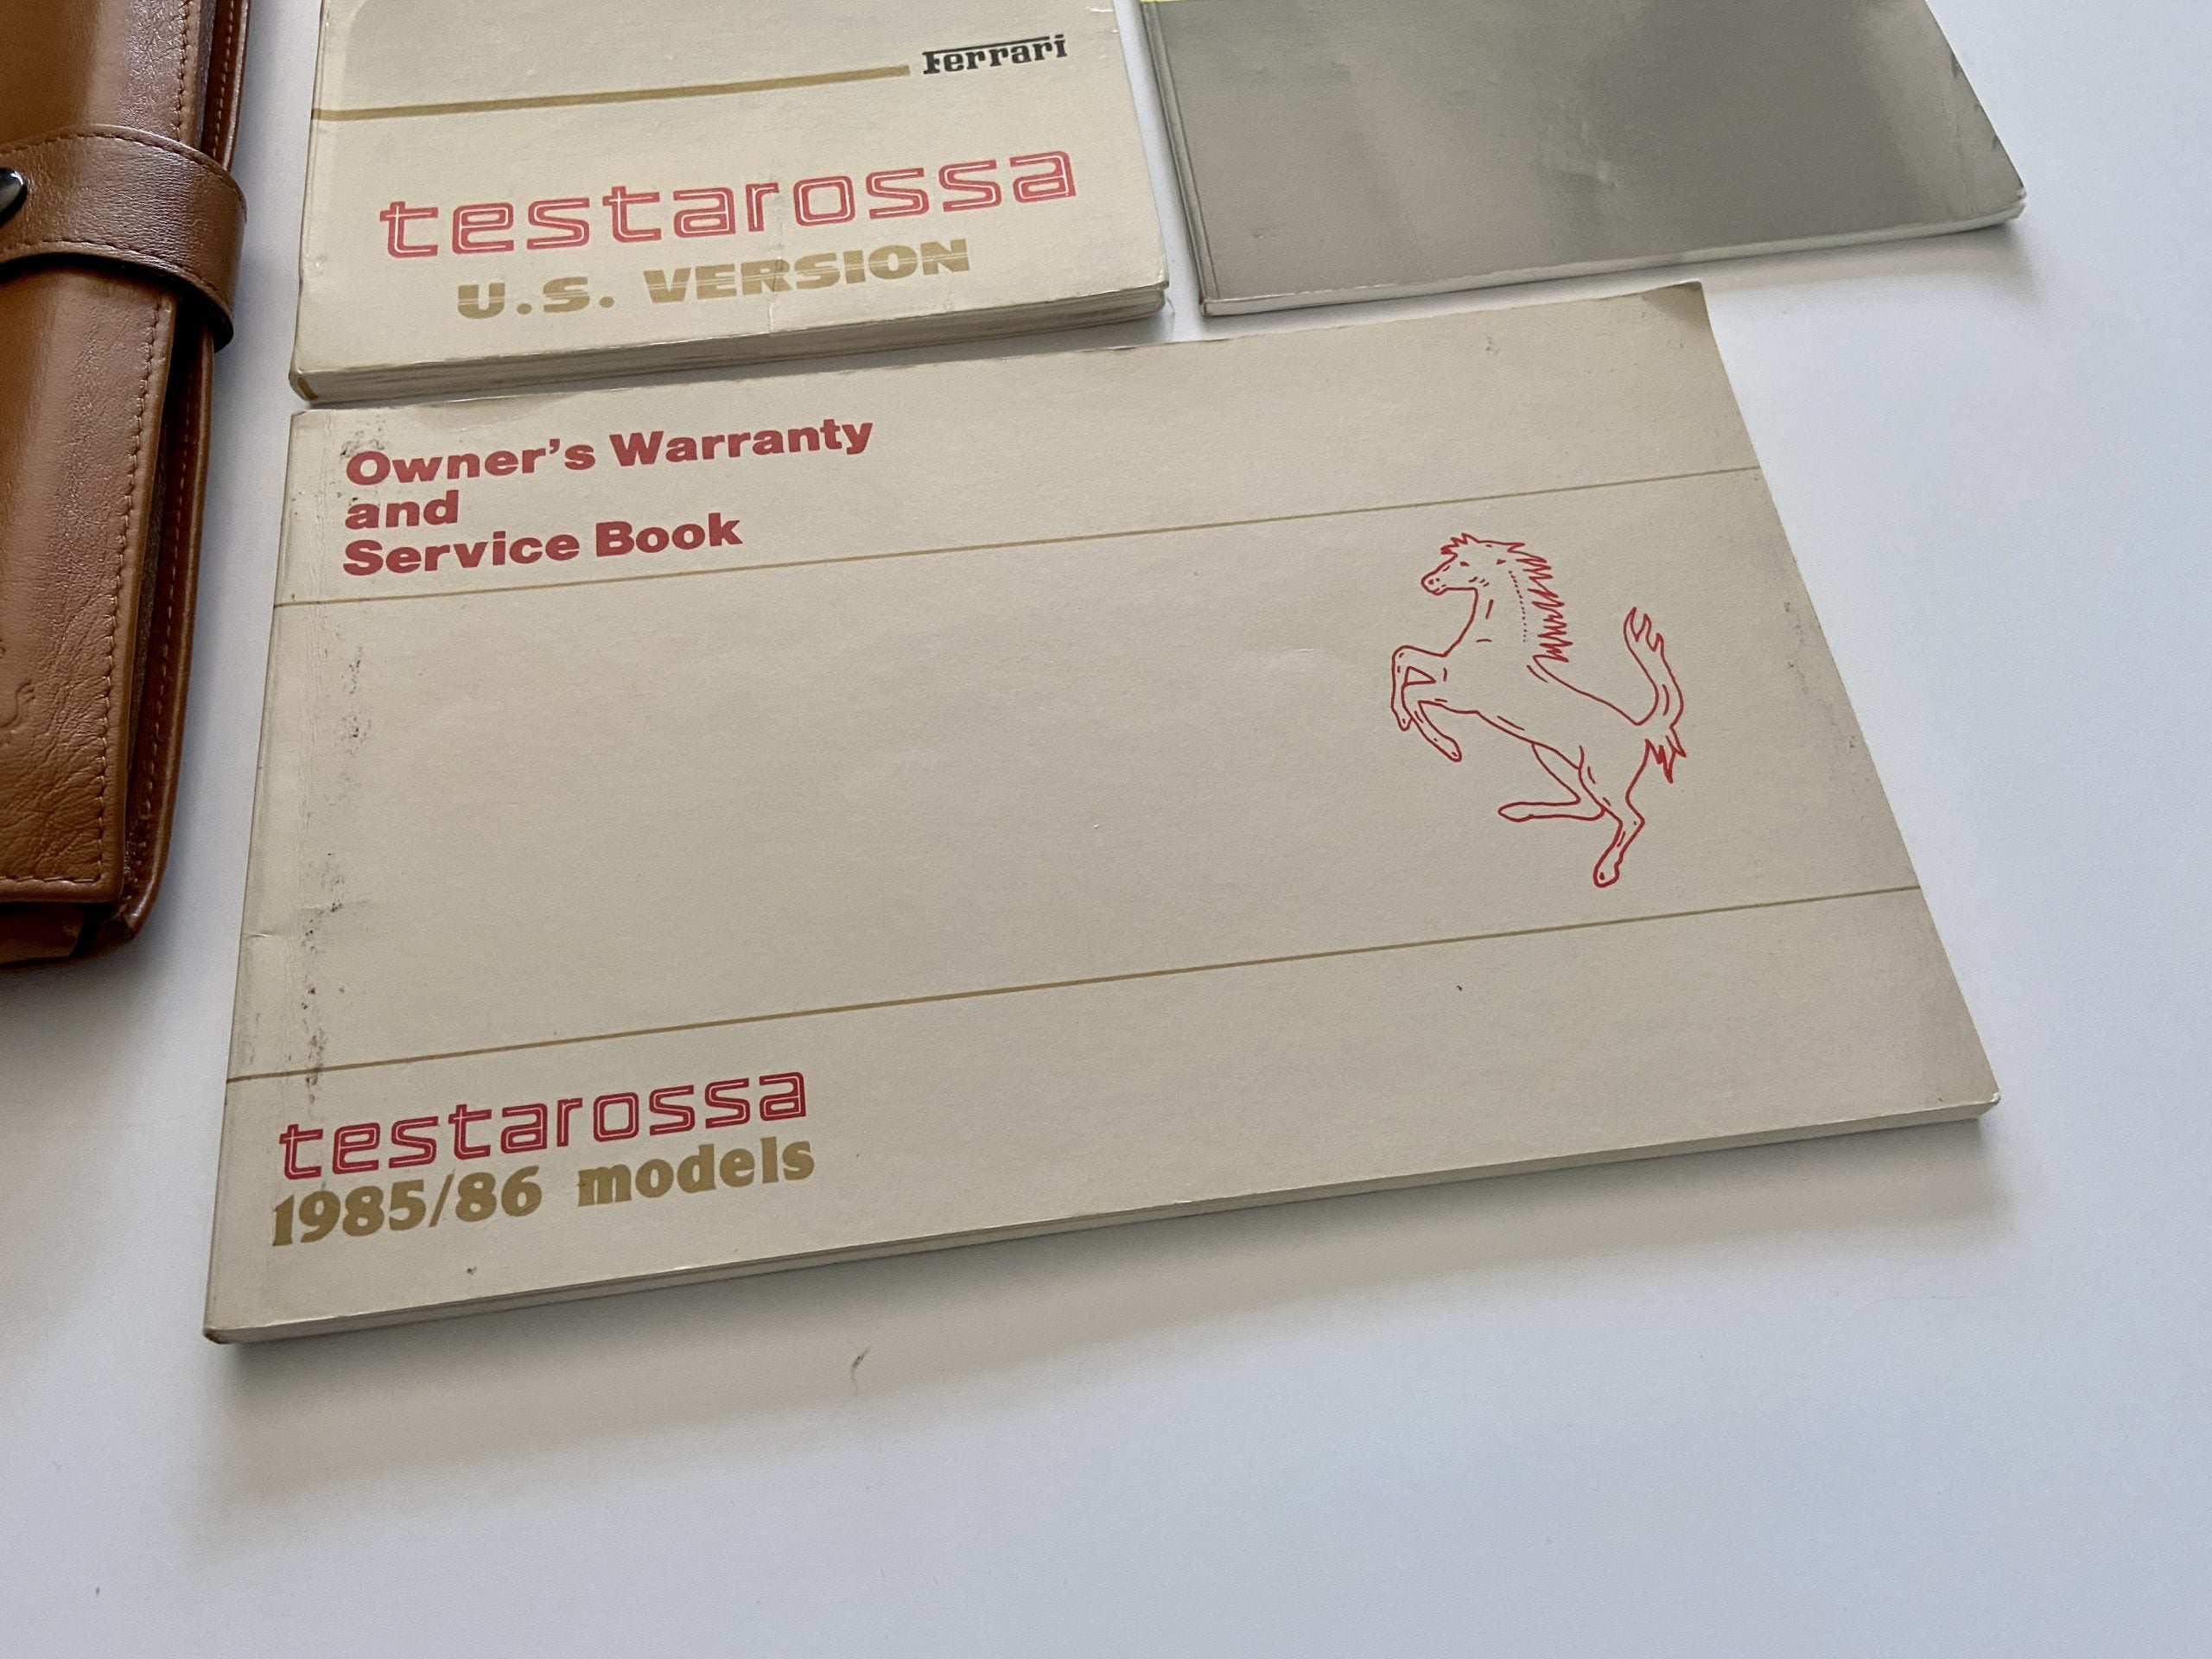 Ferrari
testarossa
U.S. VERSION
Owner's Warranty
and
Service Book
testarossa
1985/86 models